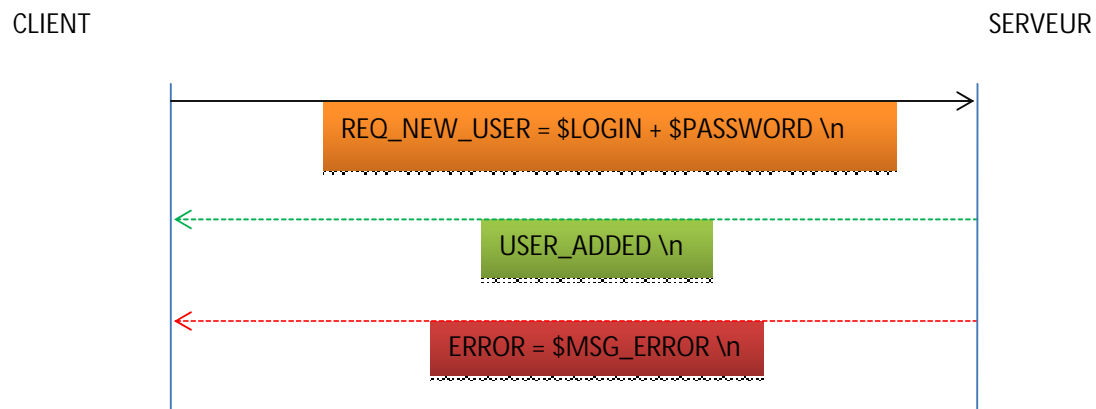 CLIENT
SERVEUR
REQ_NEW_USER = $LOGIN + $PASSWORD \n
USER_ADDED \n
ERROR = $MSG_ERROR \n